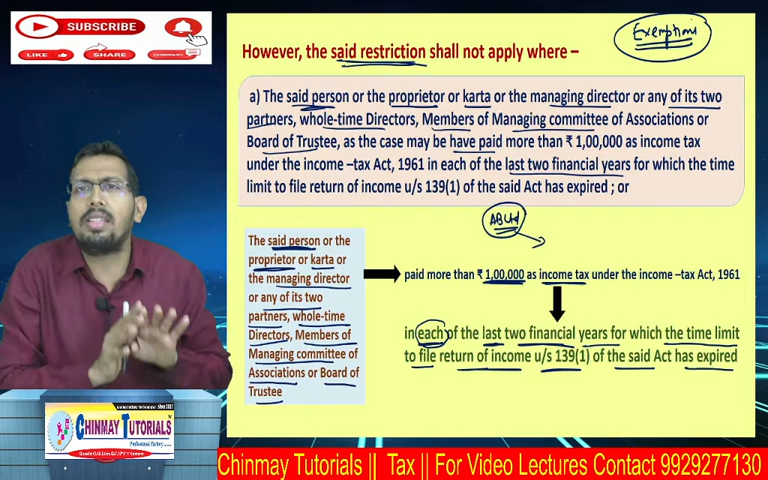 SUBSCRIBE
LIKE
SHARE
COMMENT
Exemptions
However, the said restriction shall not apply where –
a) The said person or the proprietor or karta or the managing director or any of its two
partners, whole-time Directors, Members of Managing committee of Associations or
Board of Trustee, as the case may be have paid more than ₹ 1,00,000 as income tax
under the income –tax Act, 1961 in each of the last two financial years for which the time
limit to file return of income u/s 139(1) of the said Act has expired ; or
AB Ltd
The said person or the
proprietor or karta or
the managing director
or any of its two
partners, whole-time
Directors, Members of
Managing committee of
Associations or Board of
Trustee
paid more than ₹ 1,00,000 as income tax under the income –tax Act, 1961
in each of the last two financial years for which the time limit
to file return of income u/s 139(1) of the said Act has expired
CHINMAY TUTORIALS
Professional Factory......
Chinmay Tutorials || Tax || For Video Lectures Contact 9929277130